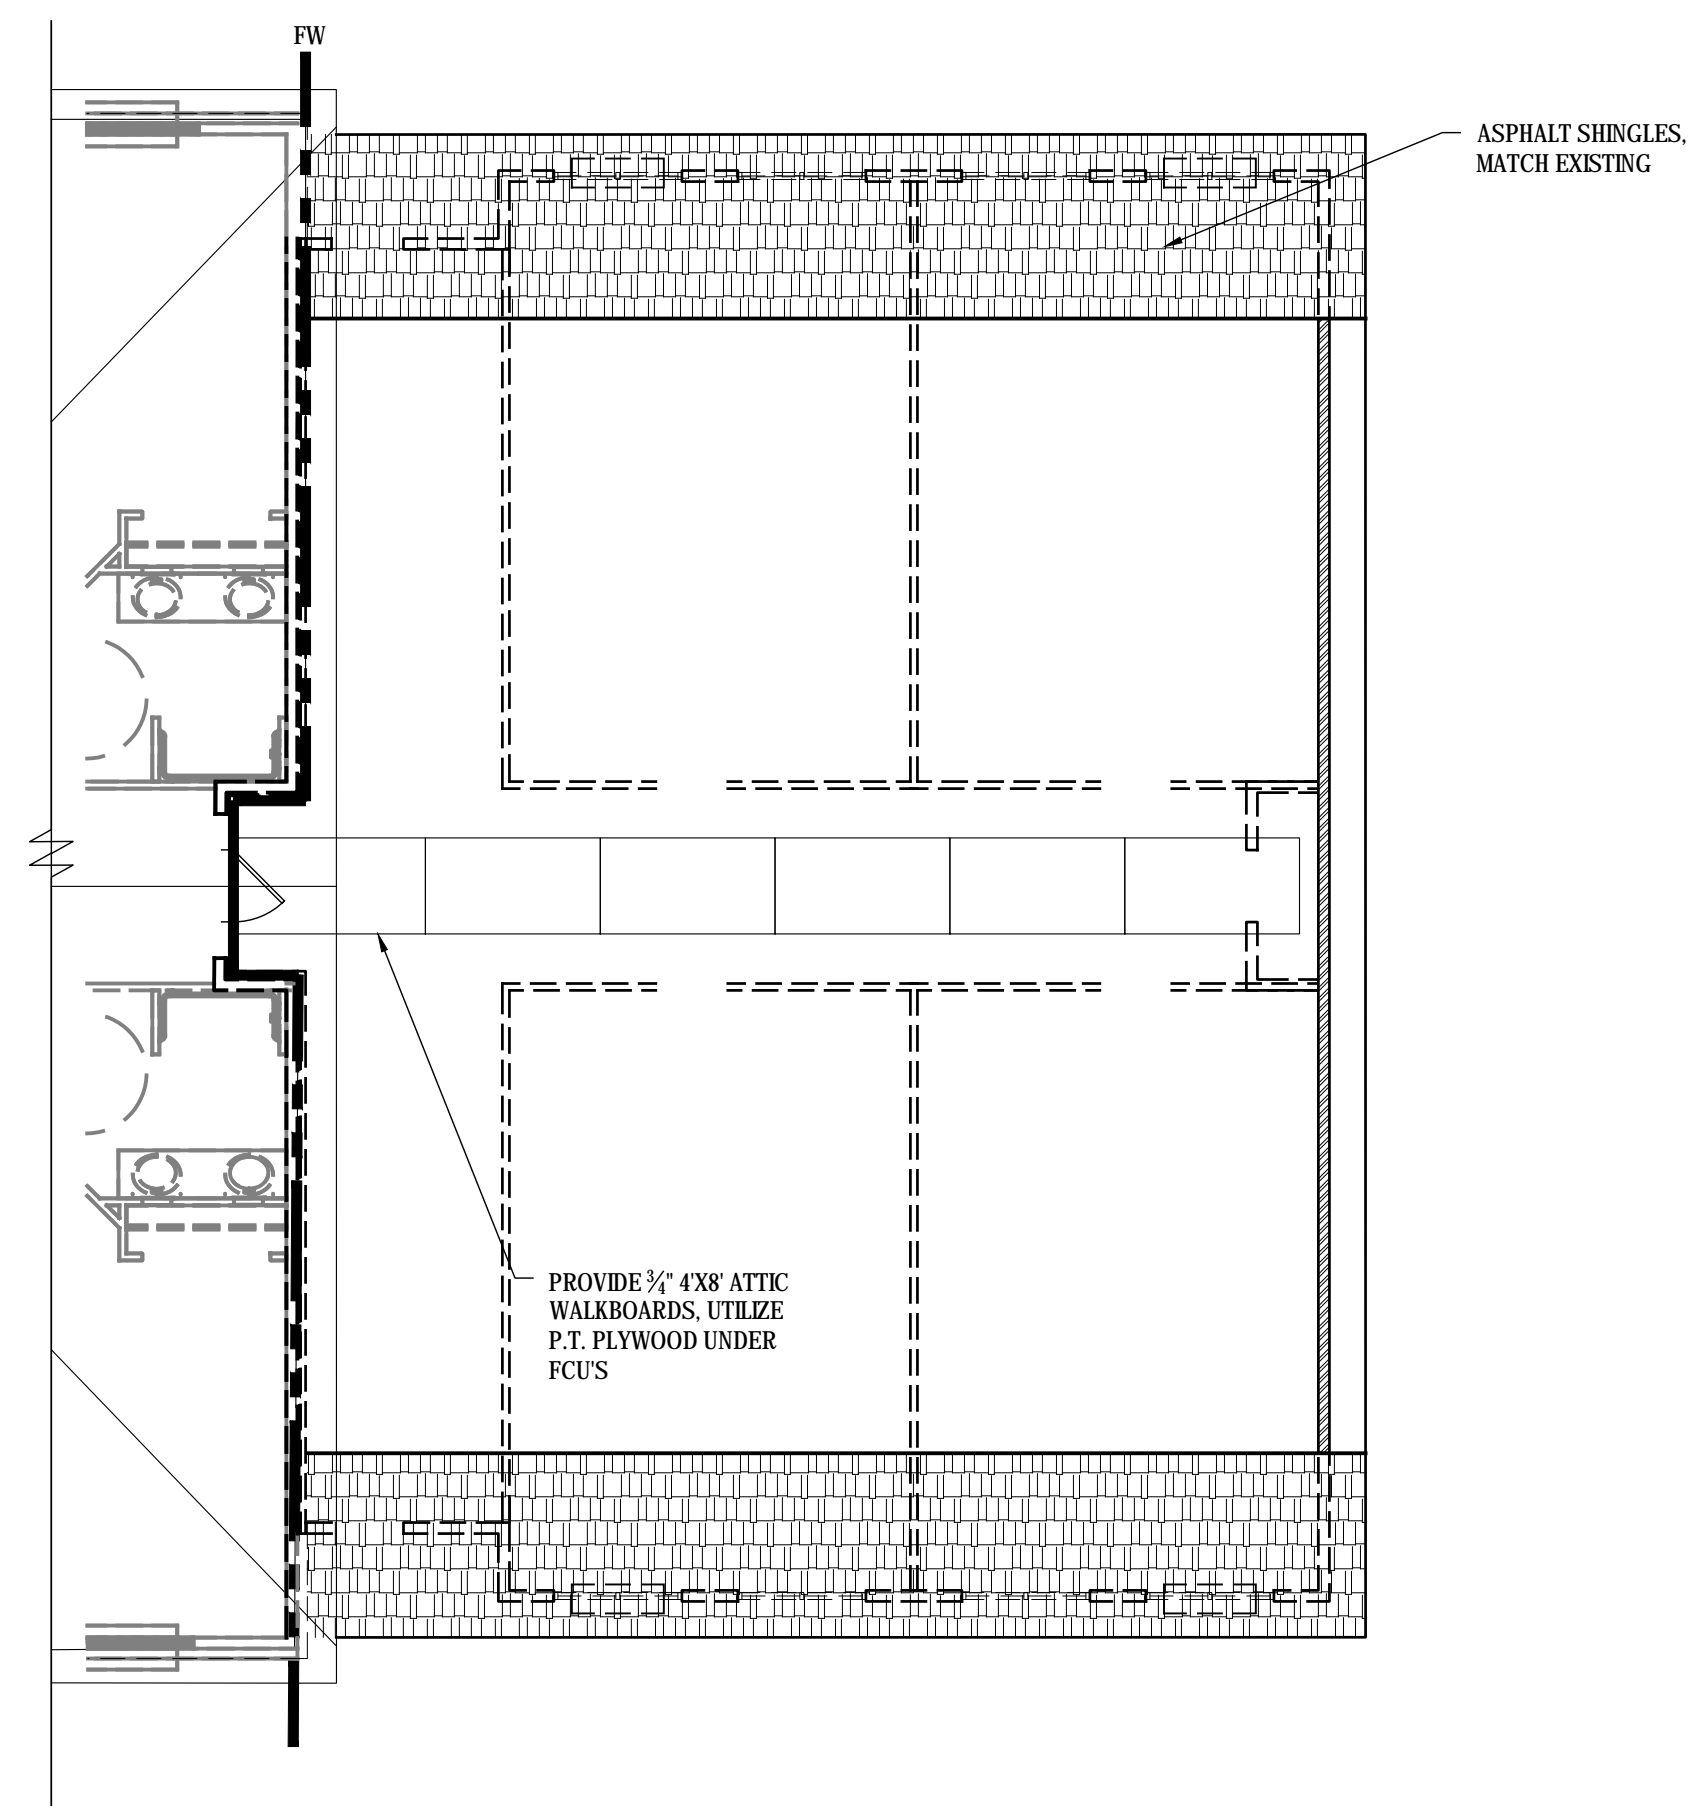 FW
ASPHALT SHINGLES,
MATCH EXISTING
PROVIDE ¾" 4'X8' ATTIC
WALKBOARDS, UTILIZE
P.T. PLYWOOD UNDER
FCU'S